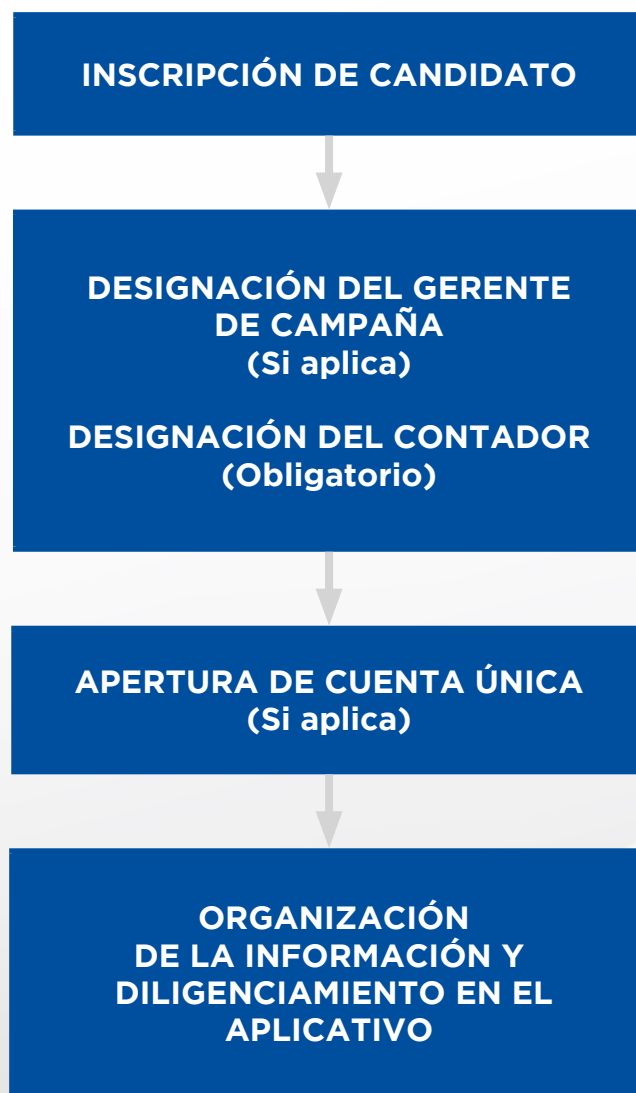 INSCRIPCIÓN DE CANDIDATO
DESIGNACIÓN DEL GERENTE
DE CAMPAÑA
(Si aplica)
DESIGNACIÓN DEL CONTADOR
(Obligatorio)
APERTURA DE CUENTA ÚNICA
(Si aplica)
ORGANIZACIÓN
DE LA INFORMACIÓN Y
DILIGENCIAMIENTO EN EL
APLICATIVO